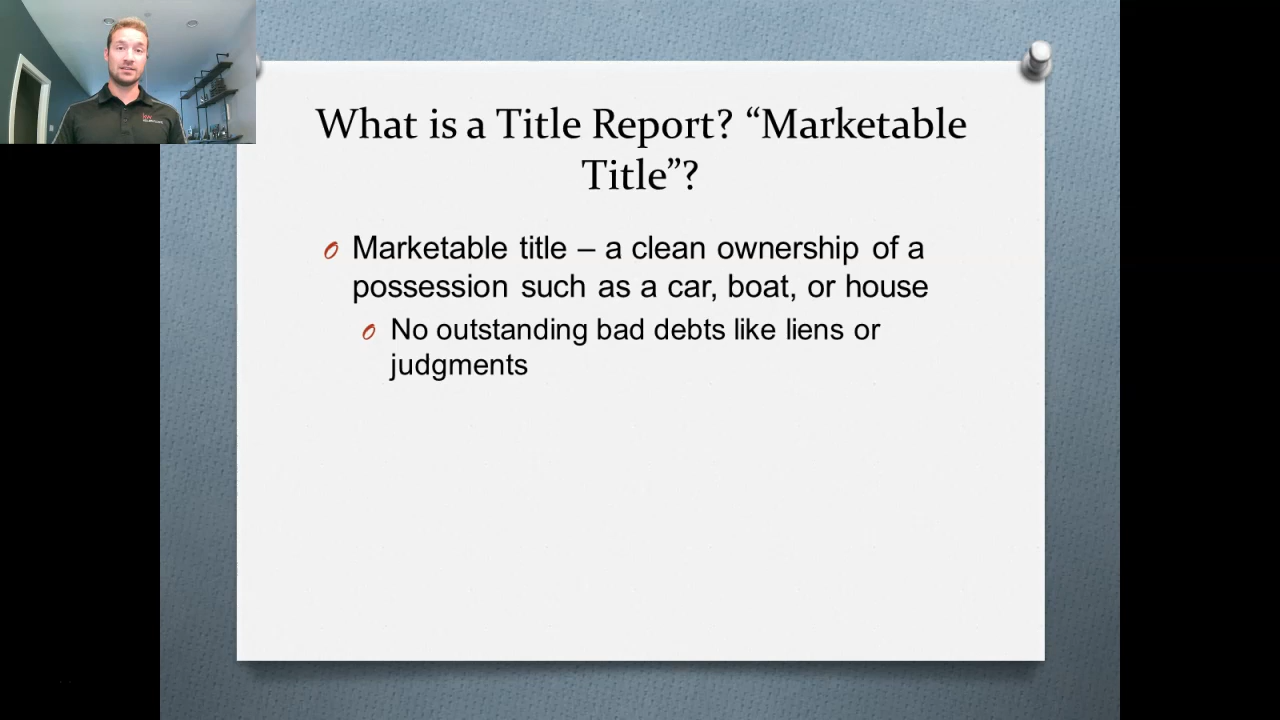 What is a Title Report? “Marketable
Title”?
Marketable title – a clean ownership of a
possession such as a car, boat, or house
No outstanding bad debts like liens or
judgments